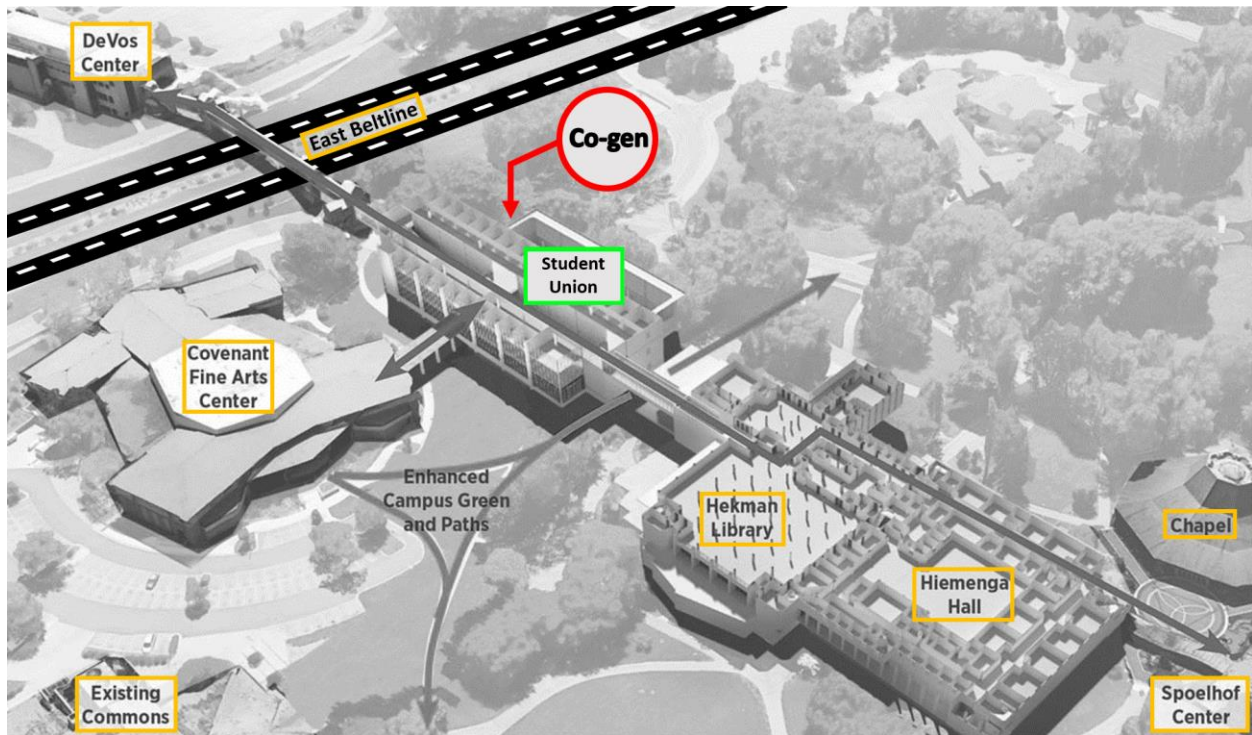 DeVos
Center
East Beltline
Co-gen
Student
Union
Covenant
Fine Arts
Center
Enhanced
Campus Green
and Paths
Hekman
Library
Chapel
Hiemenga
Hall
Existing
Commons
Spoelhof
Center